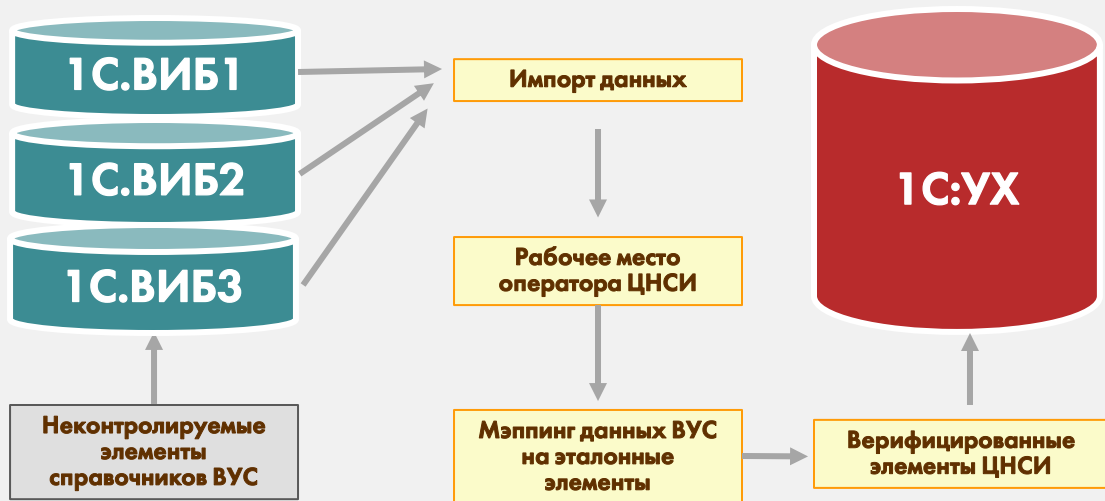 1С.ВИБ1
1С.ВИБ2
1С.ВИБ3
Неконтролируемые
элементы
справочников ВУС
Импорт данных
Рабочее место
оператора ЦНСИ
Мэппинг данных ВУС
на эталонные
элементы
Верифицированные
элементы ЦНСИ
1С:УХ